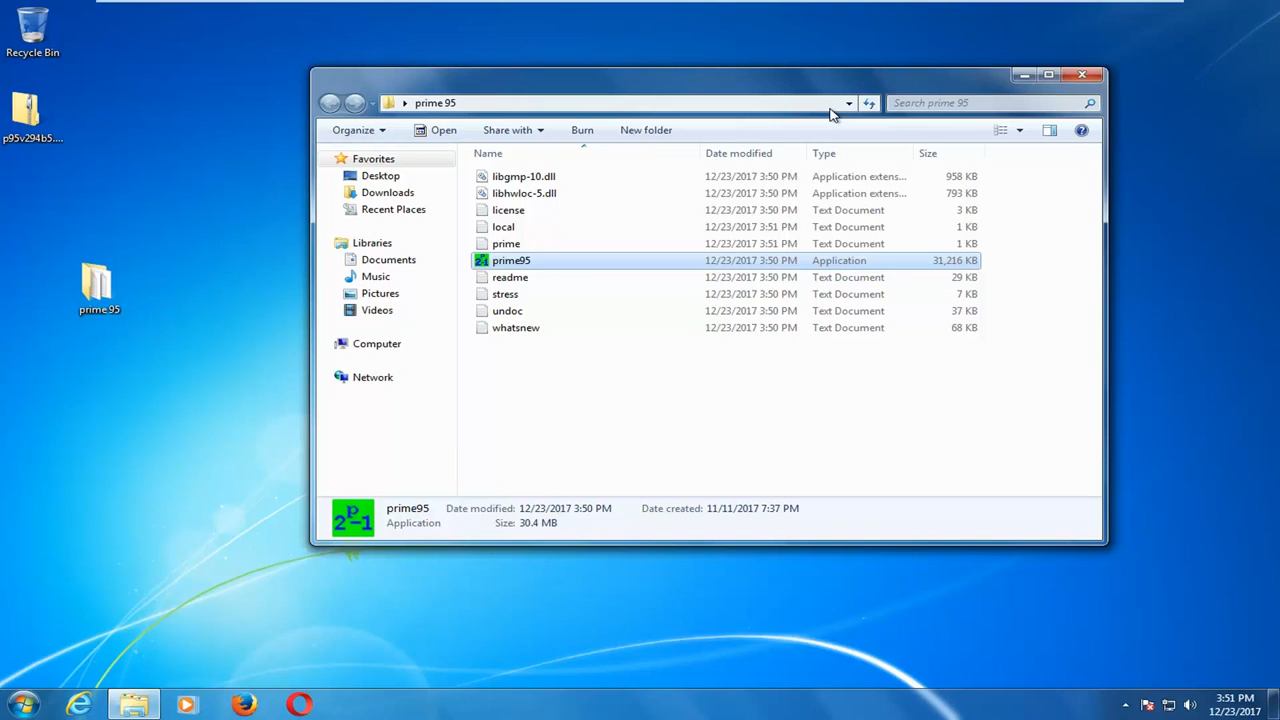 Recycle Bin
p95v294b5....
prime 95
prime 95
Search prime 95
Organize
Open
Share with
Burn
New folder
Favorites
Desktop
Downloads
Recent Places
Libraries
Documents
Music
Pictures
Videos
Computer
Network
Name Date modified Type Size
libgmp-10.dll 12/23/2017 3:50 PM Application extens... 958 KB
libhwloc-5.dll 12/23/2017 3:50 PM Application extens... 793 KB
license 12/23/2017 3:50 PM Text Document 3 KB
local 12/23/2017 3:51 PM Text Document 1 KB
prime 12/23/2017 3:51 PM Text Document 1 KB
prime95 12/23/2017 3:50 PM Application 31,216 KB
readme 12/23/2017 3:50 PM Text Document 29 KB
stress 12/23/2017 3:50 PM Text Document 7 KB
undoc 12/23/2017 3:50 PM Text Document 37 KB
whatsnew 12/23/2017 3:50 PM Text Document 68 KB
2^p-1
prime95 Date modified: 12/23/2017 3:50 PM Date created: 11/11/2017 7:37 PM
Application Size: 30.4 MB
3:51 PM
12/23/2017